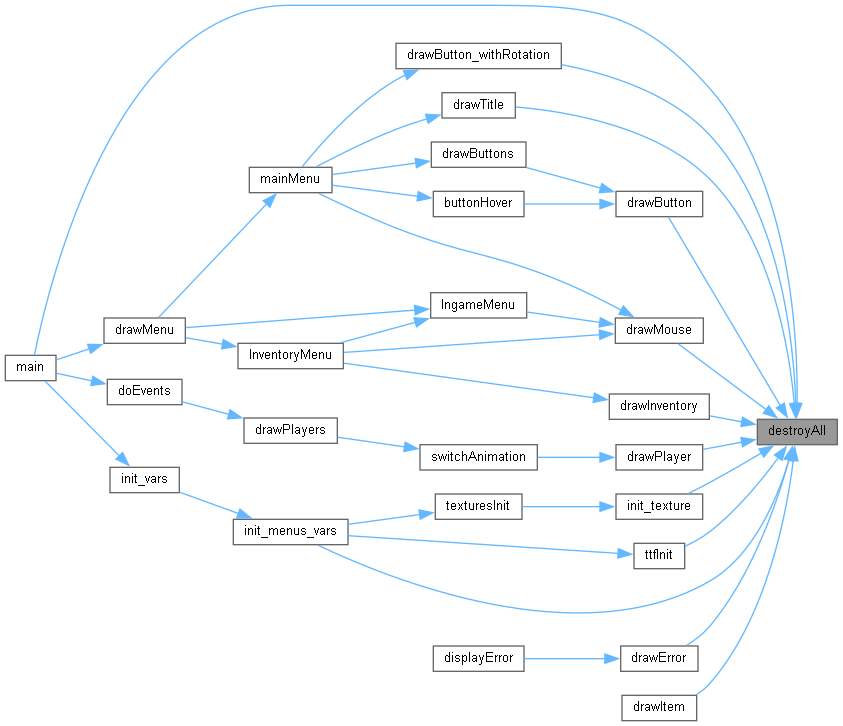 drawButton_withRotation
drawTitle
drawButtons
mainMenu
buttonHover
drawButton
IngameMenu
drawMenu
drawMouse
InventoryMenu
main
doEvents
drawInventory
drawPlayers
destroyAll
switchAnimation
drawPlayer
init_vars
texturesInit
init_texture
init_menus_vars
ttfInit
displayError
drawError
drawItem